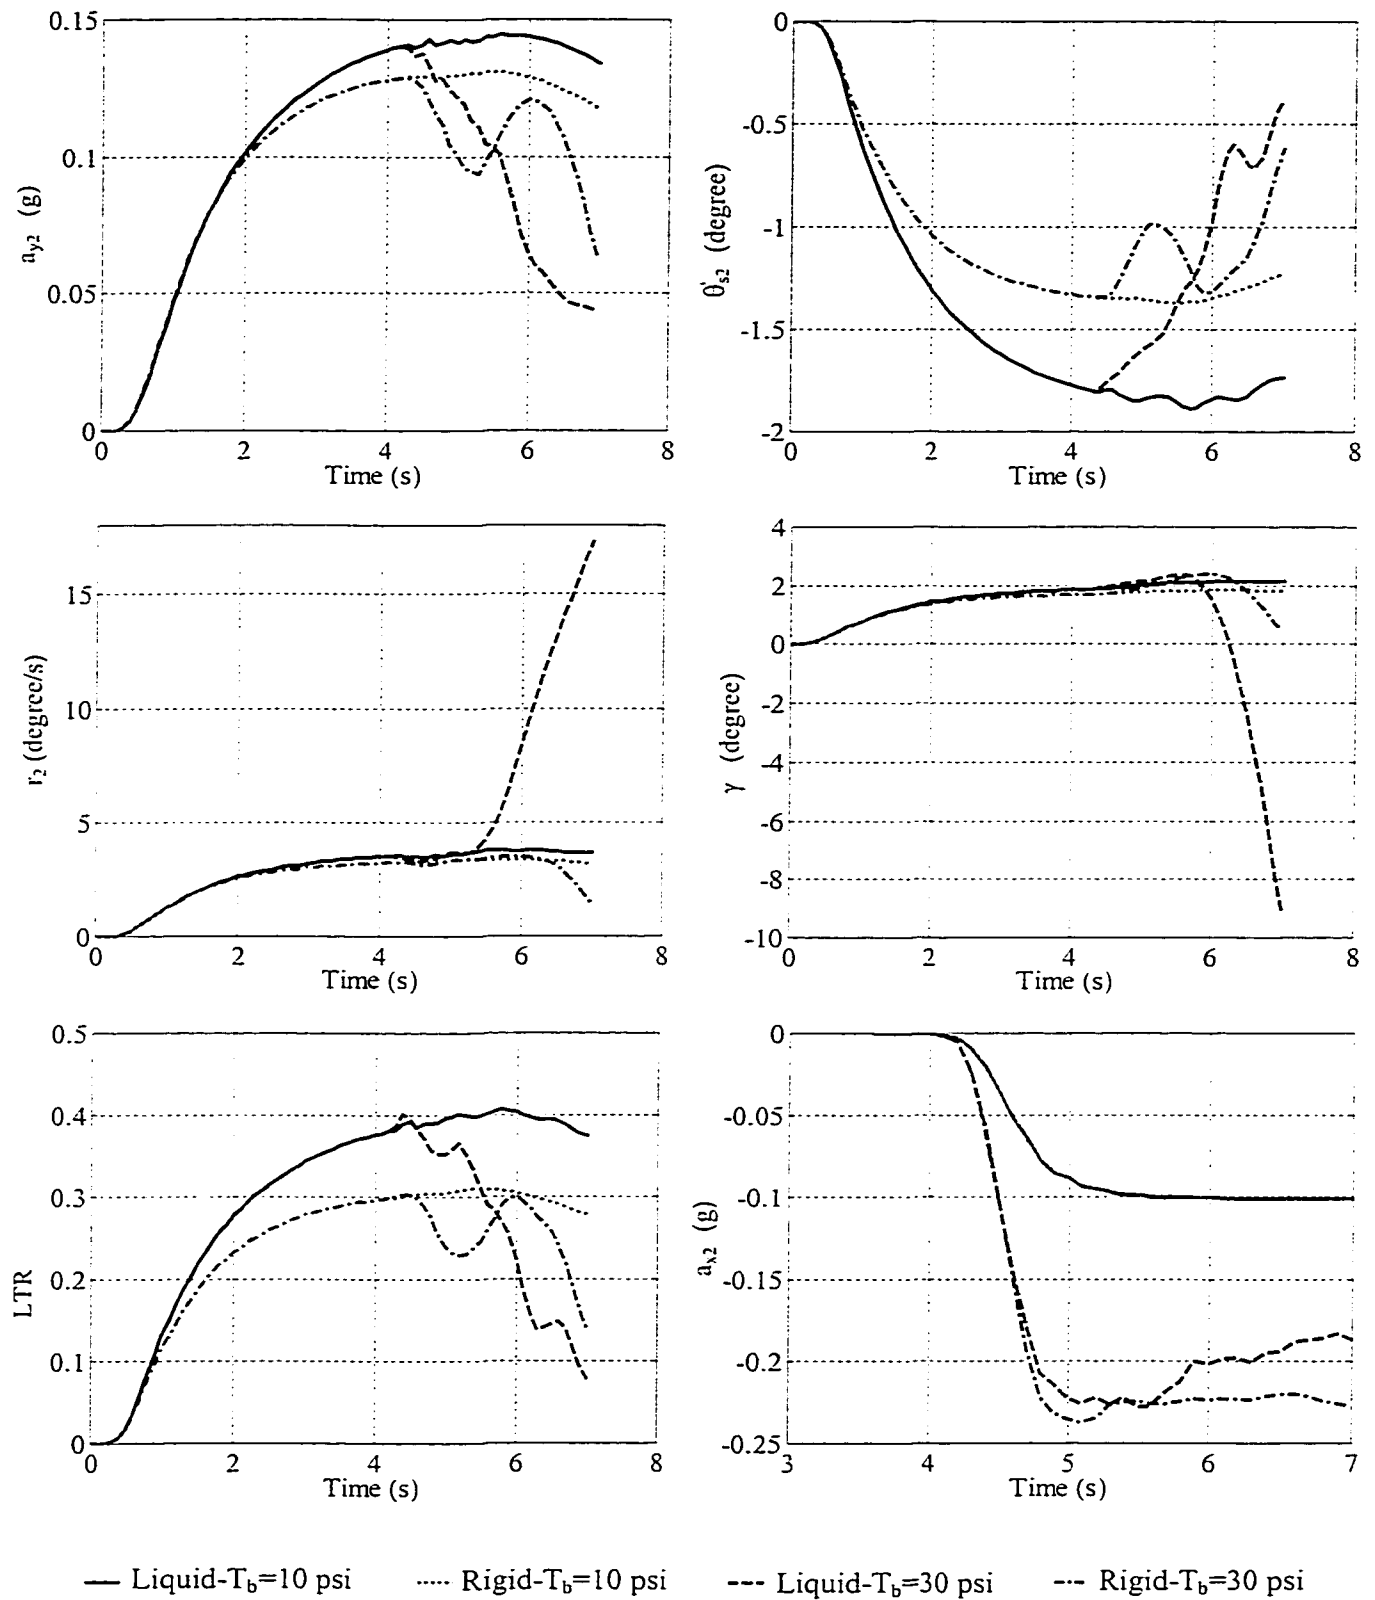 0.15
0.1
0.05
0
0 2 4 6 8
Time (s)
a_y2 (g)
0
-0.5
-1
-1.5
-2
0 2 4 6 8
Time (s)
θ'_s2 (degree)
15
10
5
0
0 2 4 6 8
Time (s)
r_2 (degree/s)
4
2
0
-2
-4
-6
-8
-10
0 2 4 6 8
Time (s)
γ (degree)
0.5
0.4
0.3
0.2
0.1
0
0 2 4 6 8
Time (s)
LTR
0
-0.05
-0.1
-0.15
-0.2
-0.25
3 4 5 6 7
Time (s)
a_x2 (g)
Liquid-T_b=10 psi Rigid-T_b=10 psi Liquid-T_b=30 psi Rigid-T_b=30 psi